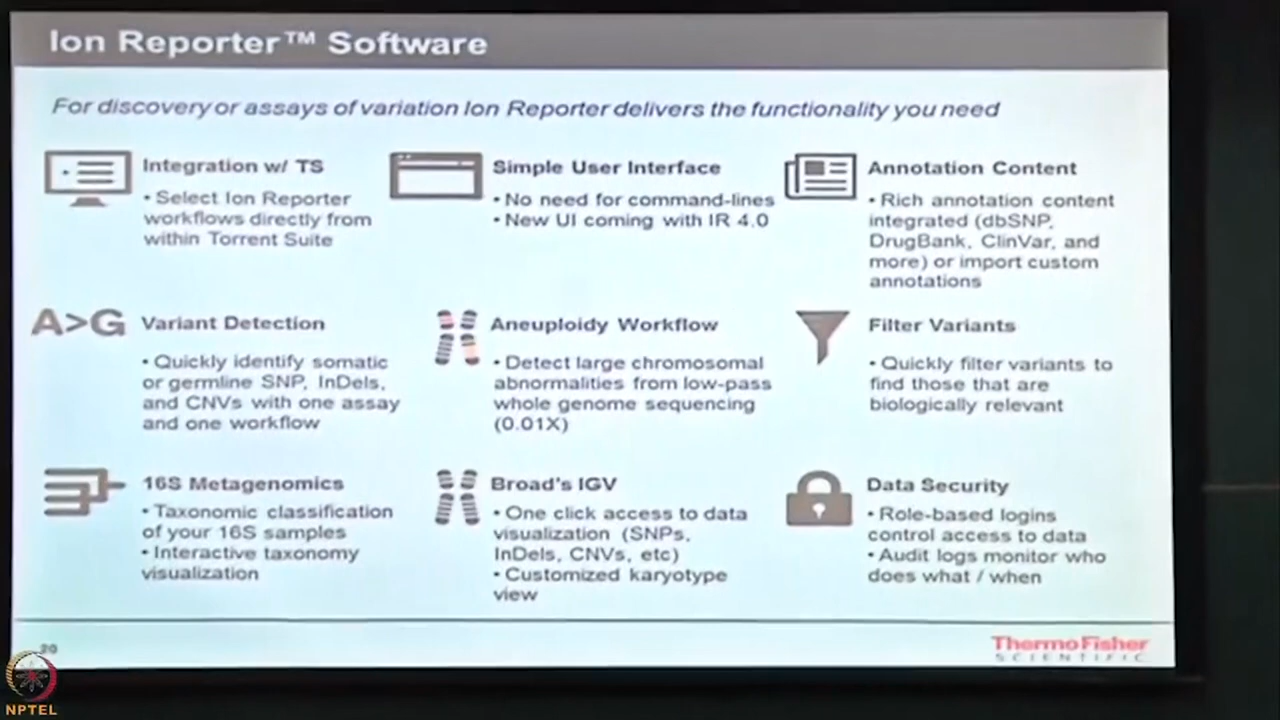 Ion Reporter™ Software
For discovery or assays of variation Ion Reporter delivers the functionality you need
Integration w/ TS
• Select Ion Reporter
workflows directly from
within Torrent Suite
Simple User Interface
• No need for command-lines
• New UI coming with IR 4.0
Annotation Content
• Rich annotation content
integrated (dbSNP,
DrugBank, ClinVar, and
more) or import custom
annotations
A>G
Variant Detection
• Quickly identify somatic
or germline SNP, InDels,
and CNVs with one assay
and one workflow
Aneuploidy Workflow
• Detect large chromosomal
abnormalities from low-pass
whole genome sequencing
(0.01X)
Filter Variants
• Quickly filter variants to
find those that are
biologically relevant
16S Metagenomics
• Taxonomic classification
of your 16S samples
• Interactive taxonomy
visualization
Broad's IGV
• One click access to data
visualization (SNPs,
InDels, CNVs, etc)
• Customized karyotype
view
Data Security
• Role-based logins
control access to data
• Audit logs monitor who
does what / when
20
ThermoFisher
SCIENTIFIC
NPTEL